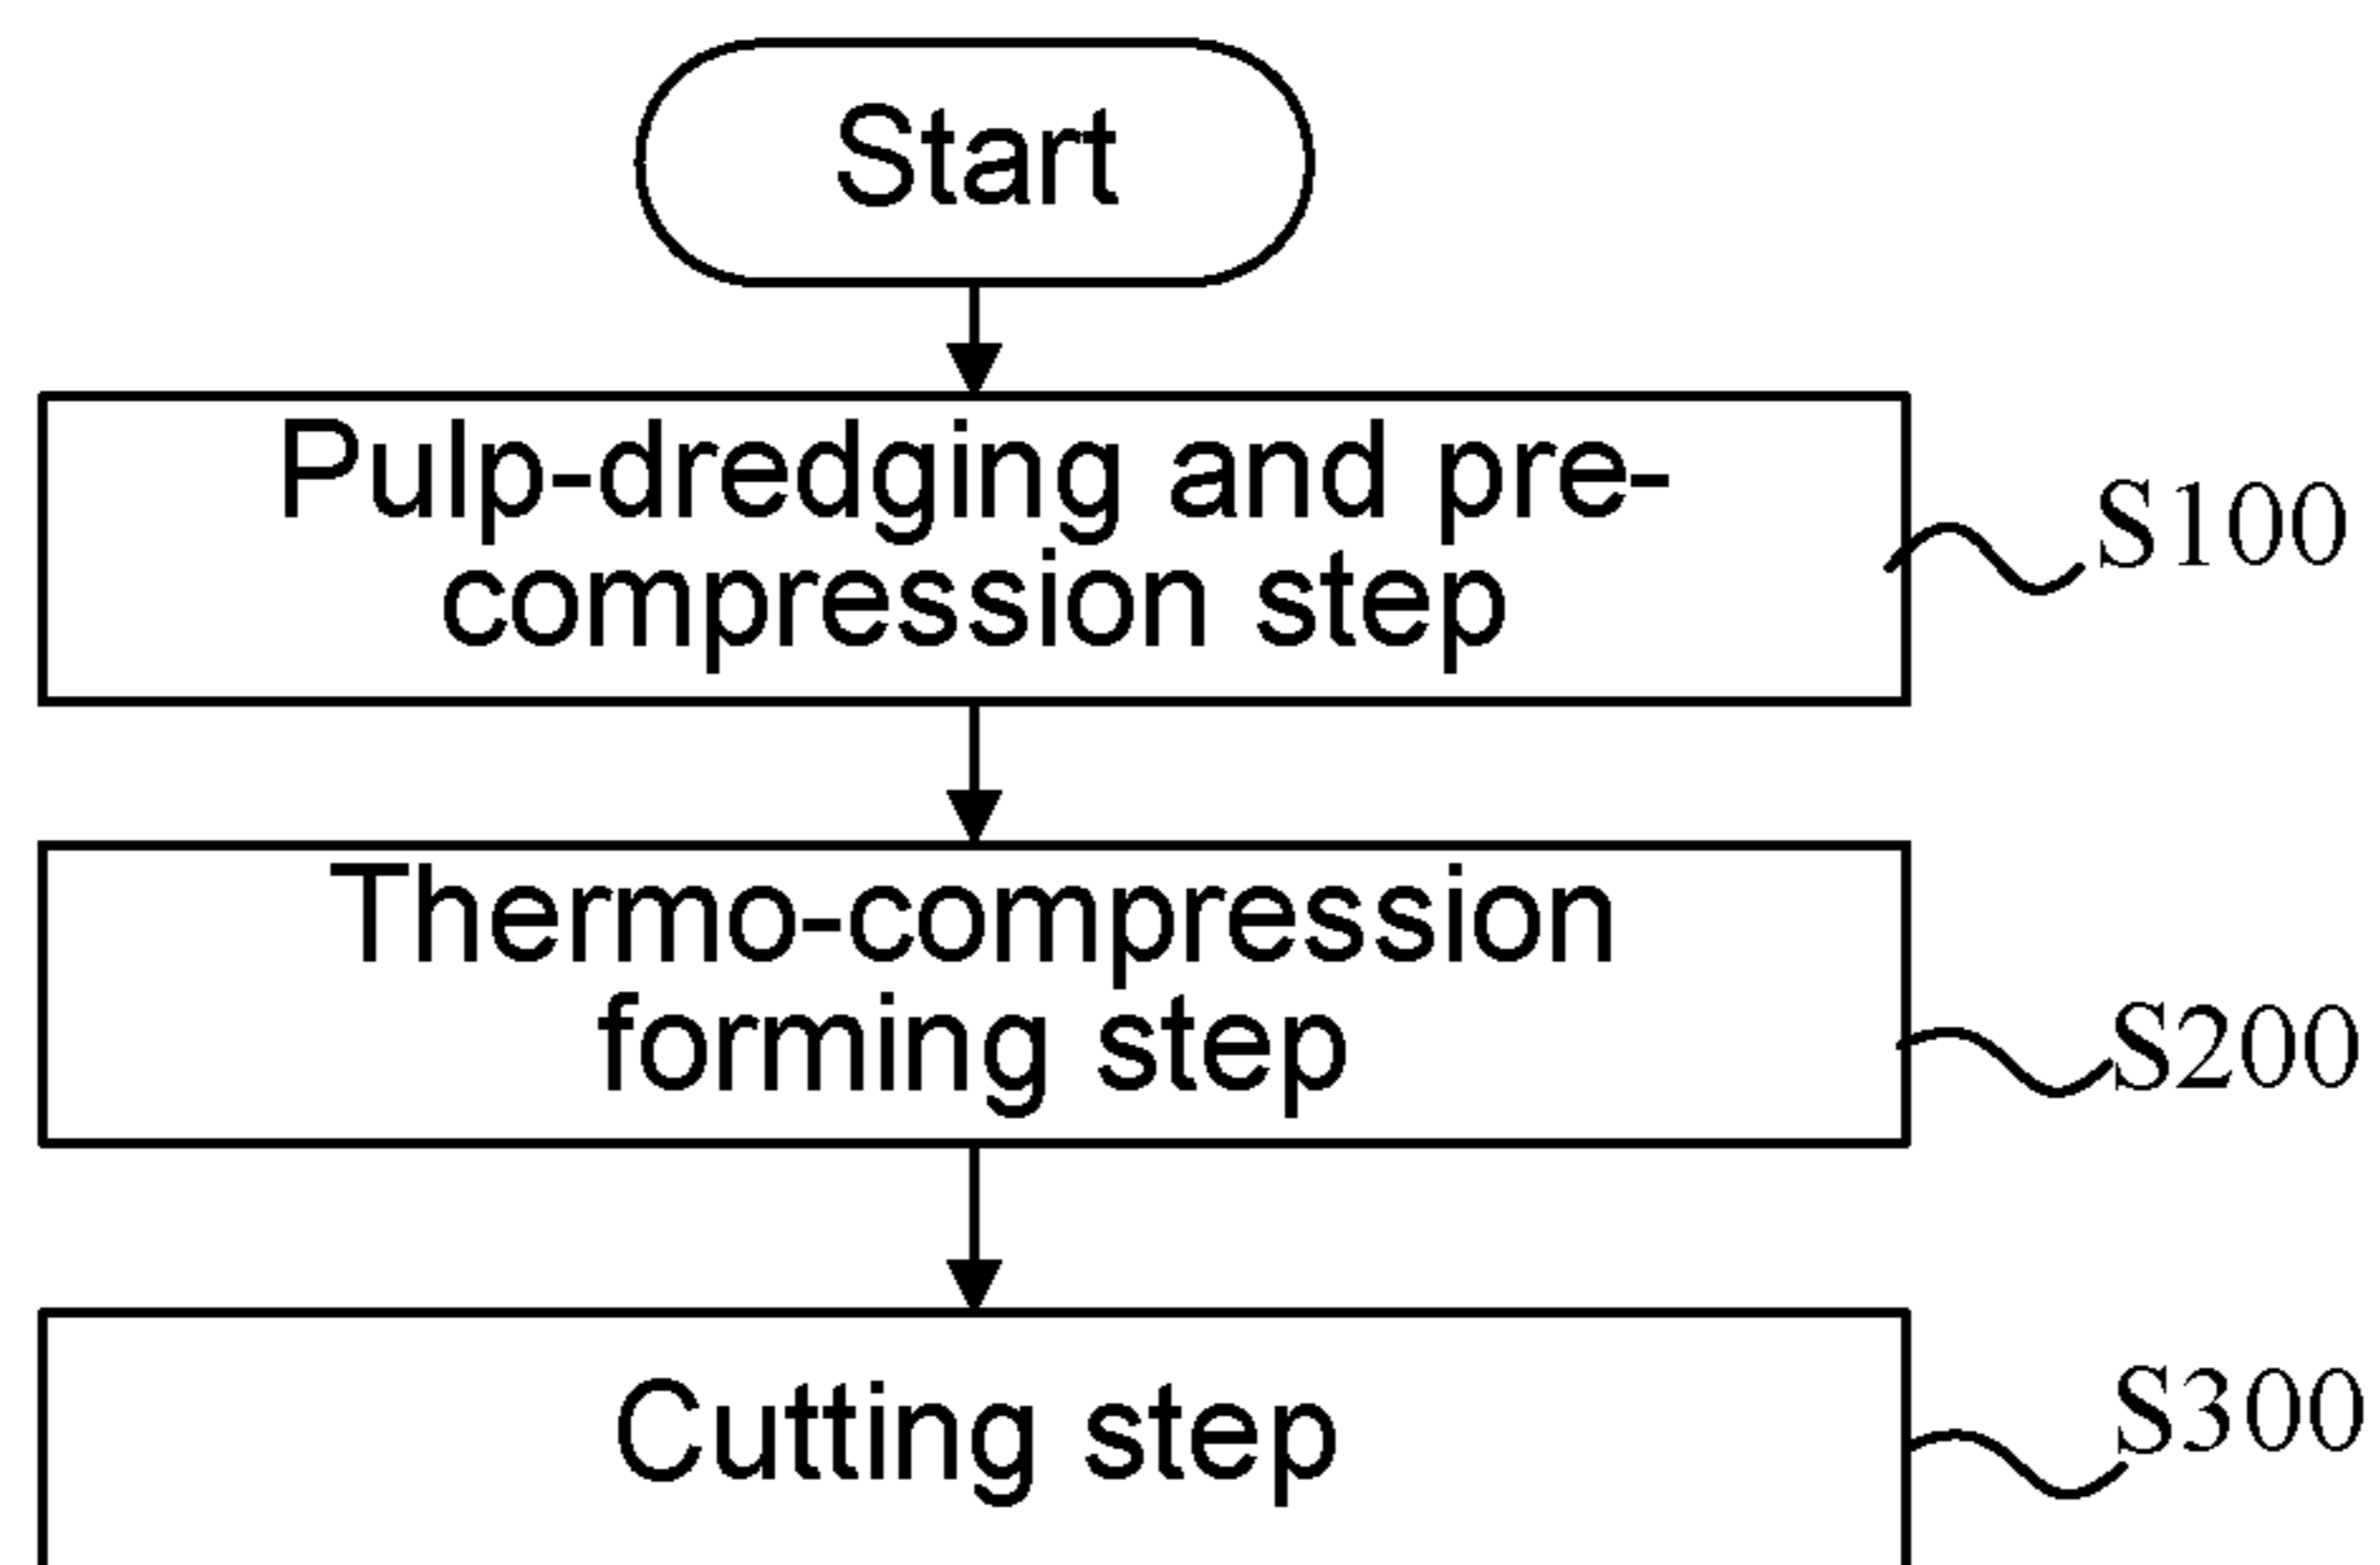 Start
Pulp-dredging and pre-
compression step
S100
Thermo-compression
forming step
S200
Cutting step
S300